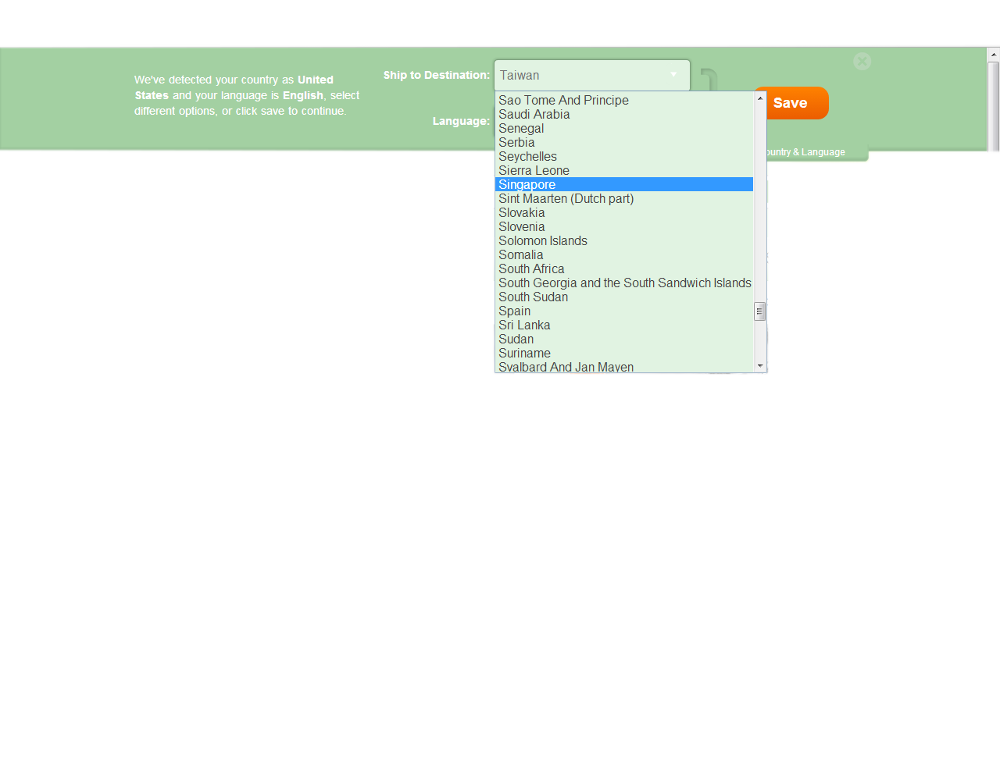 We've detected your country as United
States and your language is English, select
different options, or click save to continue.
Ship to Destination:
Taiwan
Language:
Save
Country & Language
Sao Tome And Principe
Saudi Arabia
Senegal
Serbia
Seychelles
Sierra Leone
Singapore
Sint Maarten (Dutch part)
Slovakia
Slovenia
Solomon Islands
Somalia
South Africa
South Georgia and the South Sandwich Islands
South Sudan
Spain
Sri Lanka
Sudan
Suriname
Svalbard And Jan Mayen